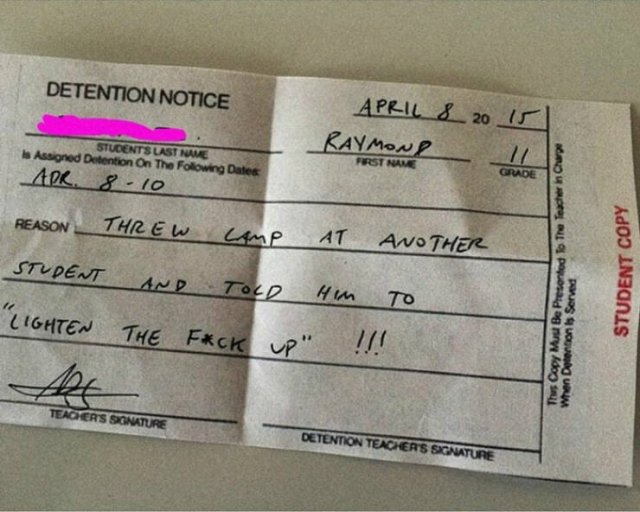 DETENTION NOTICE
APRIL 8 20 15
STUDENT'S LAST NAME
RAYMOND 11
FIRST NAME GRADE
Is Assigned Detention On The Following Dates:
APR. 8-10
REASON THREW LAMP AT ANOTHER
STUDENT AND TOLD HIM TO
"LIGHTEN THE F*CK UP" !!!
TEACHER'S SIGNATURE
DETENTION TEACHER'S SIGNATURE
This Copy Must Be Presented To The Teacher in Charge
When Detention Is Served
STUDENT COPY